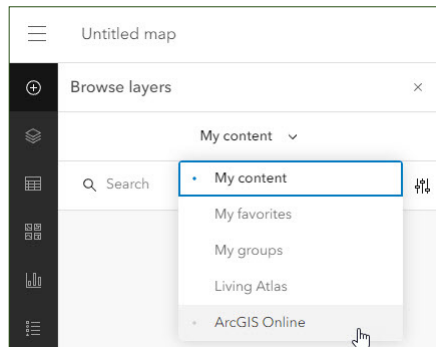 Untitled map
Browse layers
My content
Search
My content
My favorites
My groups
Living Atlas
ArcGIS Online